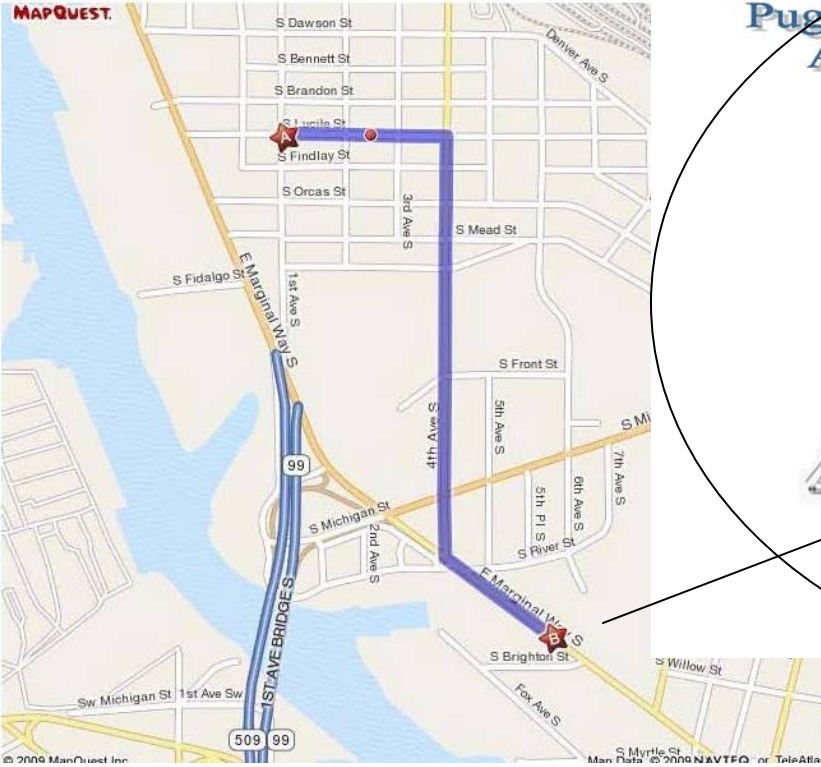 MAPQUEST.
Pug
S Dawson St
Denver Ave S
S Bennett St
S Brandon St
S Lucile St
A
S Findlay St
S Orcas St
3rd Ave S
S Mead St
E Marginal Way S
S Fidalgo St
1st Ave S
S Front St
4th Ave S
5th Ave S
S Mi
99
7th Ave S
6th Ave S
5th Pl S
S Michigan St
2nd Ave S
S River St
E Marginal Way S
B
S Brighton St
S Willow St
1ST AVE BRIDGE S
Fox Ave S
Sw Michigan St
1st Ave Sw
509
99
S Myrtle St
© 2009 MapQuest Inc
Map Data © 2009 NAVTEQ or TeleAtla